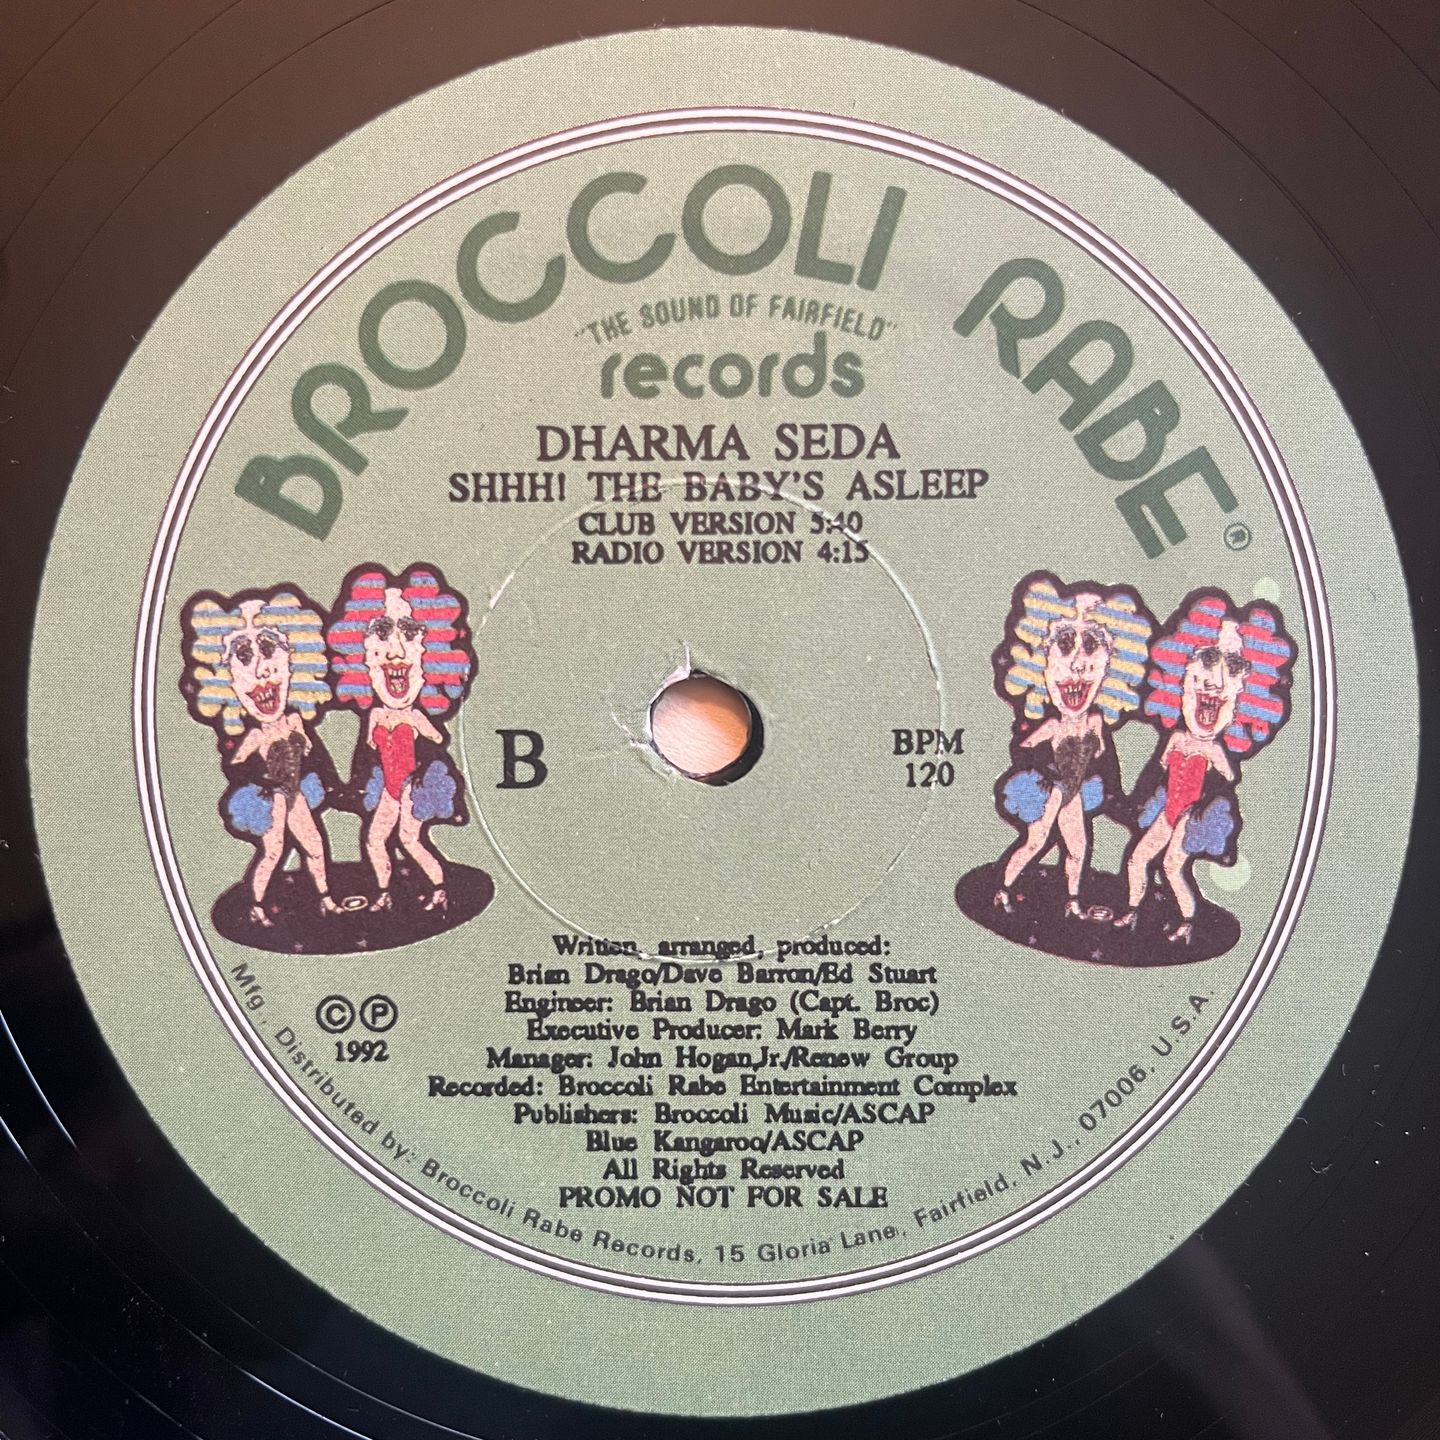 BROCCOLI RABE ®
"THE SOUND OF FAIRFIELD"
records
DHARMA SEDA
SHHH! THE BABY'S ASLEEP
CLUB VERSION 5:40
RADIO VERSION 4:15
B
BPM
120
Written, arranged, produced:
Brian Drago/Dave Barron/Ed Stuart
Engineer: Brian Drago (Capt. Broc)
Executive Producer: Mark Berry
Manager: John Hogan,Jr./Renew Group
Recorded: Broccoli Rabe Entertainment Complex
Publishers: Broccoli Music/ASCAP
Blue Kangaroo/ASCAP
All Rights Reserved
PROMO NOT FOR SALE
© ℗
1992
Mfg., Distributed by: Broccoli Rabe Records, 15 Gloria Lane, Fairfield, N.J., 07006, U.S.A.